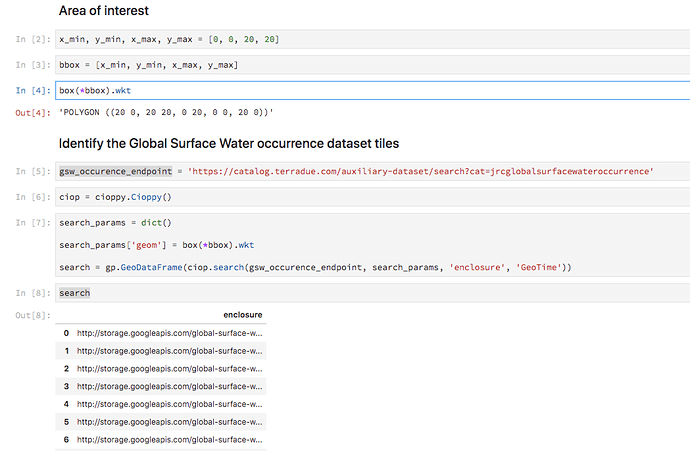 Area of interest
In [2]: x_min, y_min, x_max, y_max = [0, 0, 20, 20]
In [3]: bbox = [x_min, y_min, x_max, y_max]
In [4]: box(*bbox).wkt
Out[4]: 'POLYGON ((20 0, 20 20, 0 20, 0 0, 20 0))'
Identify the Global Surface Water occurrence dataset tiles
In [5]: gsw_occurence_endpoint = 'https://catalog.terradue.com/auxiliary-dataset/search?cat=jrcglobalsurfacewateroccurrence'
In [6]: ciop = cioppy.Cioppy()
In [7]: search_params = dict()
search_params['geom'] = box(*bbox).wkt
search = gp.GeoDataFrame(ciop.search(gsw_occurence_endpoint, search_params, 'enclosure', 'GeoTime'))
In [8]: search
Out[8]:
enclosure
0 http://storage.googleapis.com/global-surface-w...
1 http://storage.googleapis.com/global-surface-w...
2 http://storage.googleapis.com/global-surface-w...
3 http://storage.googleapis.com/global-surface-w...
4 http://storage.googleapis.com/global-surface-w...
5 http://storage.googleapis.com/global-surface-w...
6 http://storage.googleapis.com/global-surface-w...